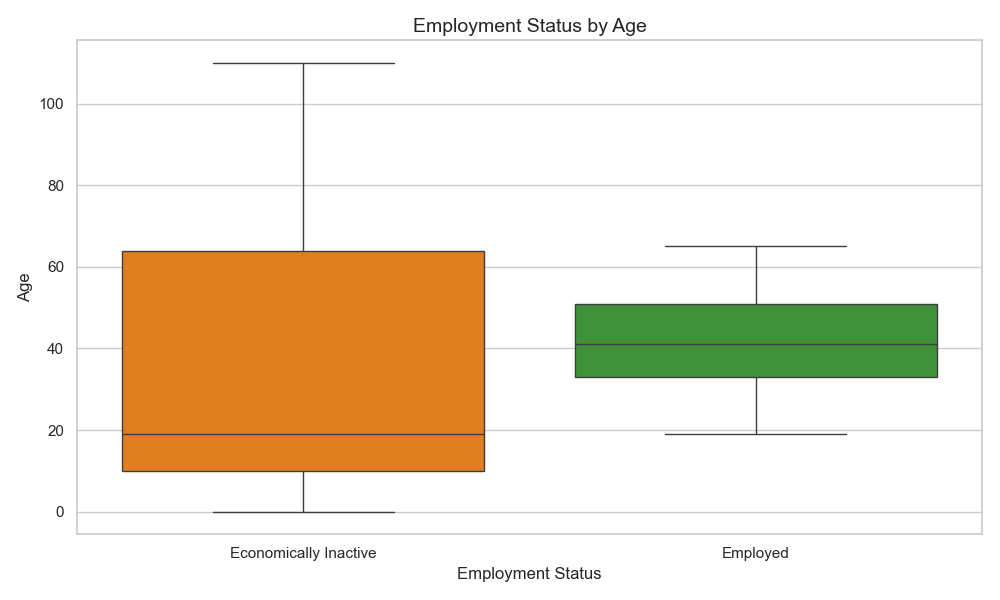 Employment Status by Age
Age
100
80
60
40
20
0
Economically Inactive
Employed
Employment Status